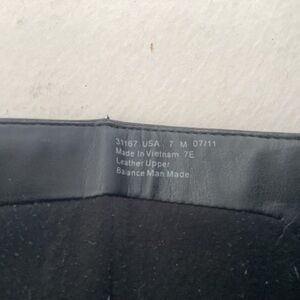 31167 USA 7 M 07/11
Made In Vietnam 7E
Leather Upper
Balance Man Made